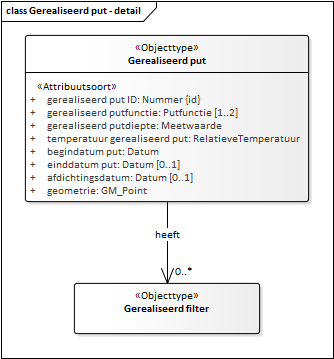 class Gerealiseerd put - detail
«Objecttype»
Gerealiseerd put
«Attribuutsoort»
+ gerealiseerd put ID: Nummer {id}
+ gerealiseerd putfunctie: Putfunctie [1..2]
+ gerealiseerd putdiepte: Meetwaarde
+ temperatuur gerealiseerd put: RelatieveTemperatuur
+ begindatum put: Datum
+ einddatum put: Datum [0..1]
+ afdichtingsdatum: Datum [0..1]
+ geometrie: GM_Point
heeft
0..*
«Objecttype»
Gerealiseerd filter